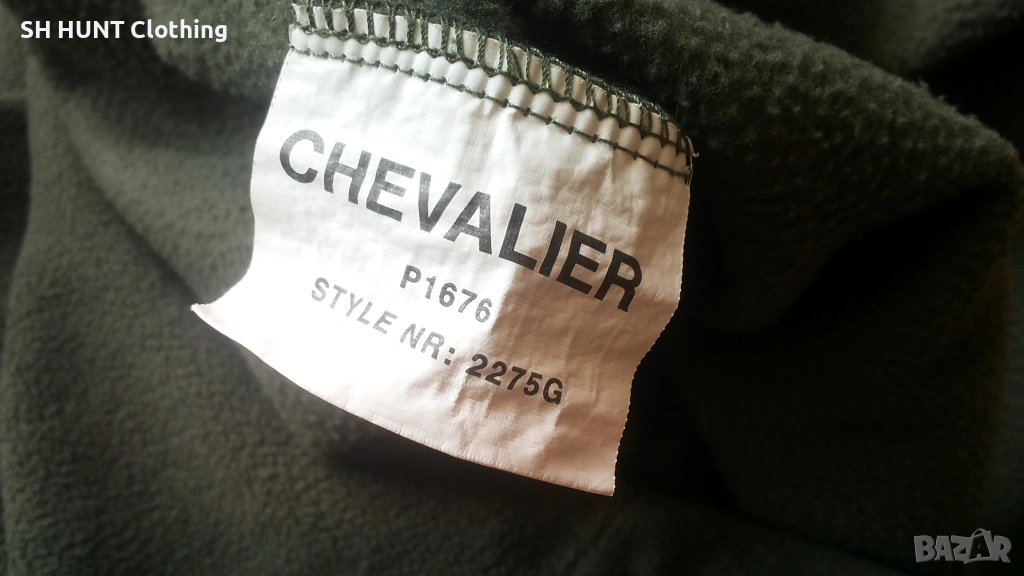 SH HUNT Clothing
CHEVALIER
P1676
STYLE NR: 2275G
BAZAR